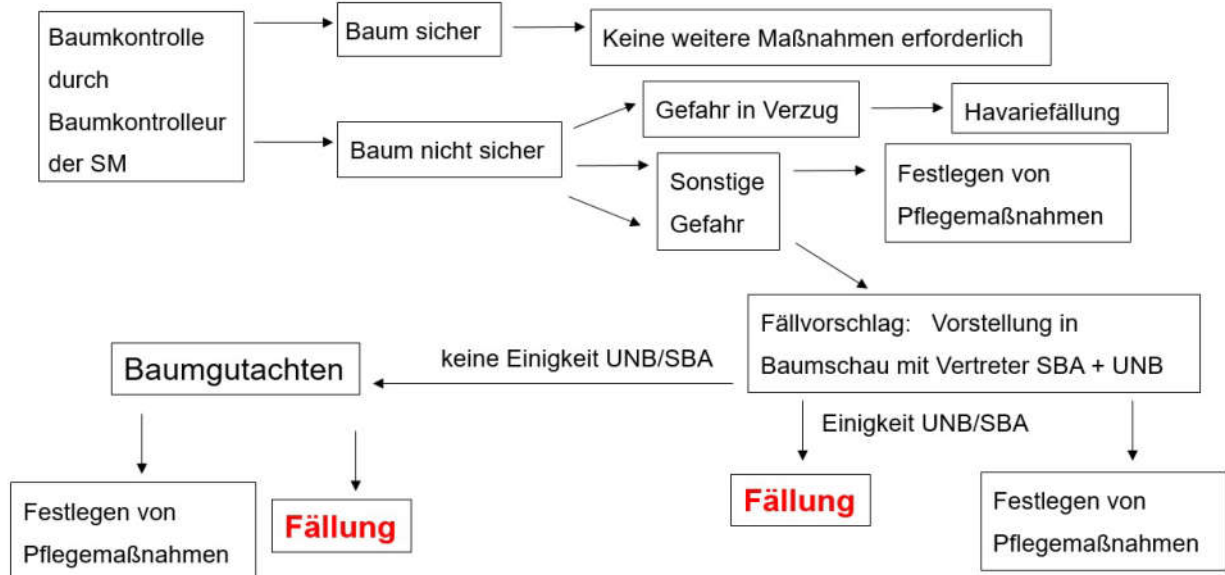 Baumkontrolle
durch
Baumkontrolleur
der SM
Baum sicher
Keine weitere Maßnahmen erforderlich
Baum nicht sicher
Gefahr in Verzug
Havariefällung
Sonstige
Gefahr
Festlegen von
Pflegemaßnahmen
Fällvorschlag: Vorstellung in
Baumschau mit Vertreter SBA + UNB
keine Einigkeit UNB/SBA
Baumgutachten
Einigkeit UNB/SBA
Festlegen von
Pflegemaßnahmen
Fällung
Fällung
Festlegen von
Pflegemaßnahmen